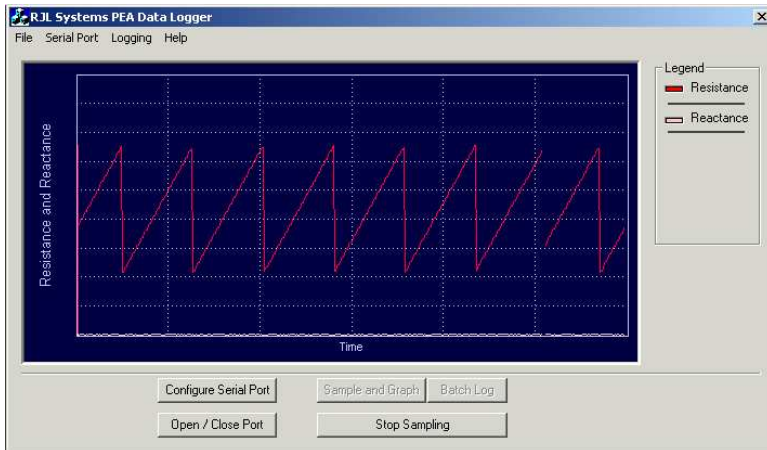 RJL Systems PEA Data Logger
File Serial Port Logging Help
Resistance and Reactance
Time
Legend
Resistance
Reactance
Configure Serial Port
Sample and Graph
Batch Log
Open / Close Port
Stop Sampling